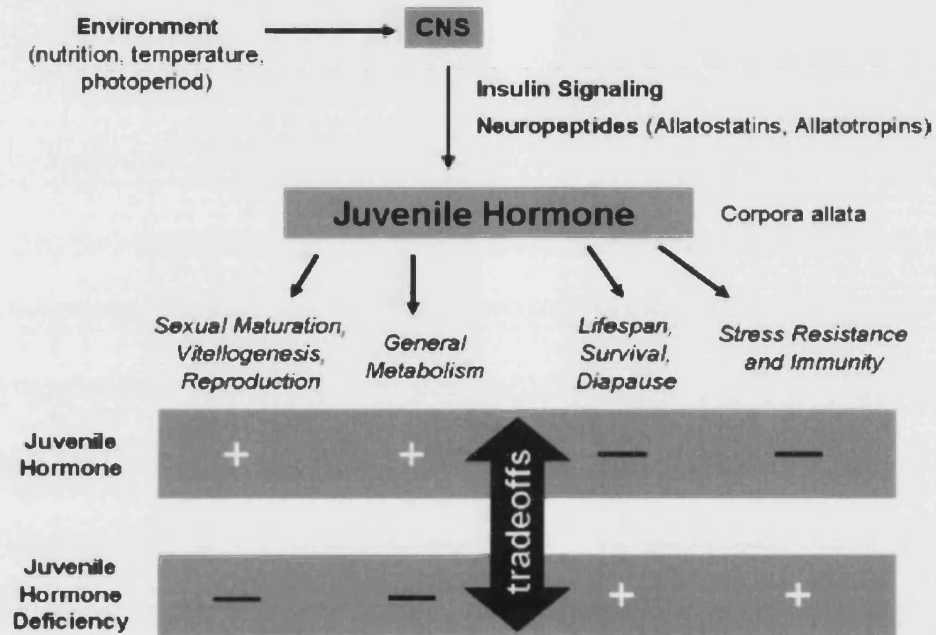 Environment
(nutrition, temperature,
photoperiod)
CNS
Insulin Signaling
Neuropeptides (Allatostatins, Allatotropins)
Juvenile Hormone
Corpora allata
Sexual Maturation,
Vitellogenesis,
Reproduction
General
Metabolism
Lifespan,
Survival,
Diapause
Stress Resistance
and Immunity
Juvenile
Hormone
+ + — —
tradeoffs
Juvenile
Hormone
Deficiency
— — + +